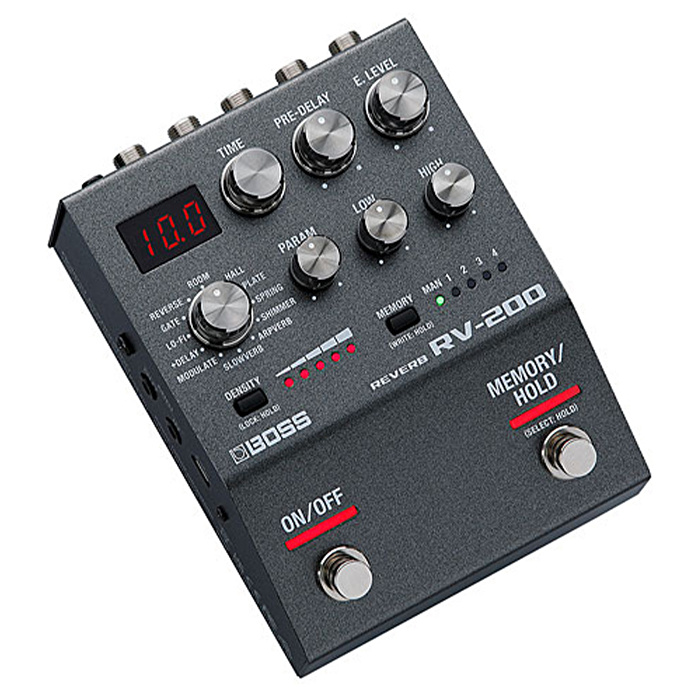 E. LEVEL
PRE-DELAY
TIME
HIGH
LOW
PARAM
10.0
ROOM
HALL
REVERSE
PLATE
GATE
SPRING
LO-FI
SHIMMER
+DELAY
ARPVERB
MODULATE
SLOWVERB
MAN 1 2 3 4
MEMORY
(WRITE: HOLD)
REVERB RV-200
DENSITY
(LOCK: HOLD)
BOSS
MEMORY/
HOLD
(SELECT: HOLD)
ON/OFF